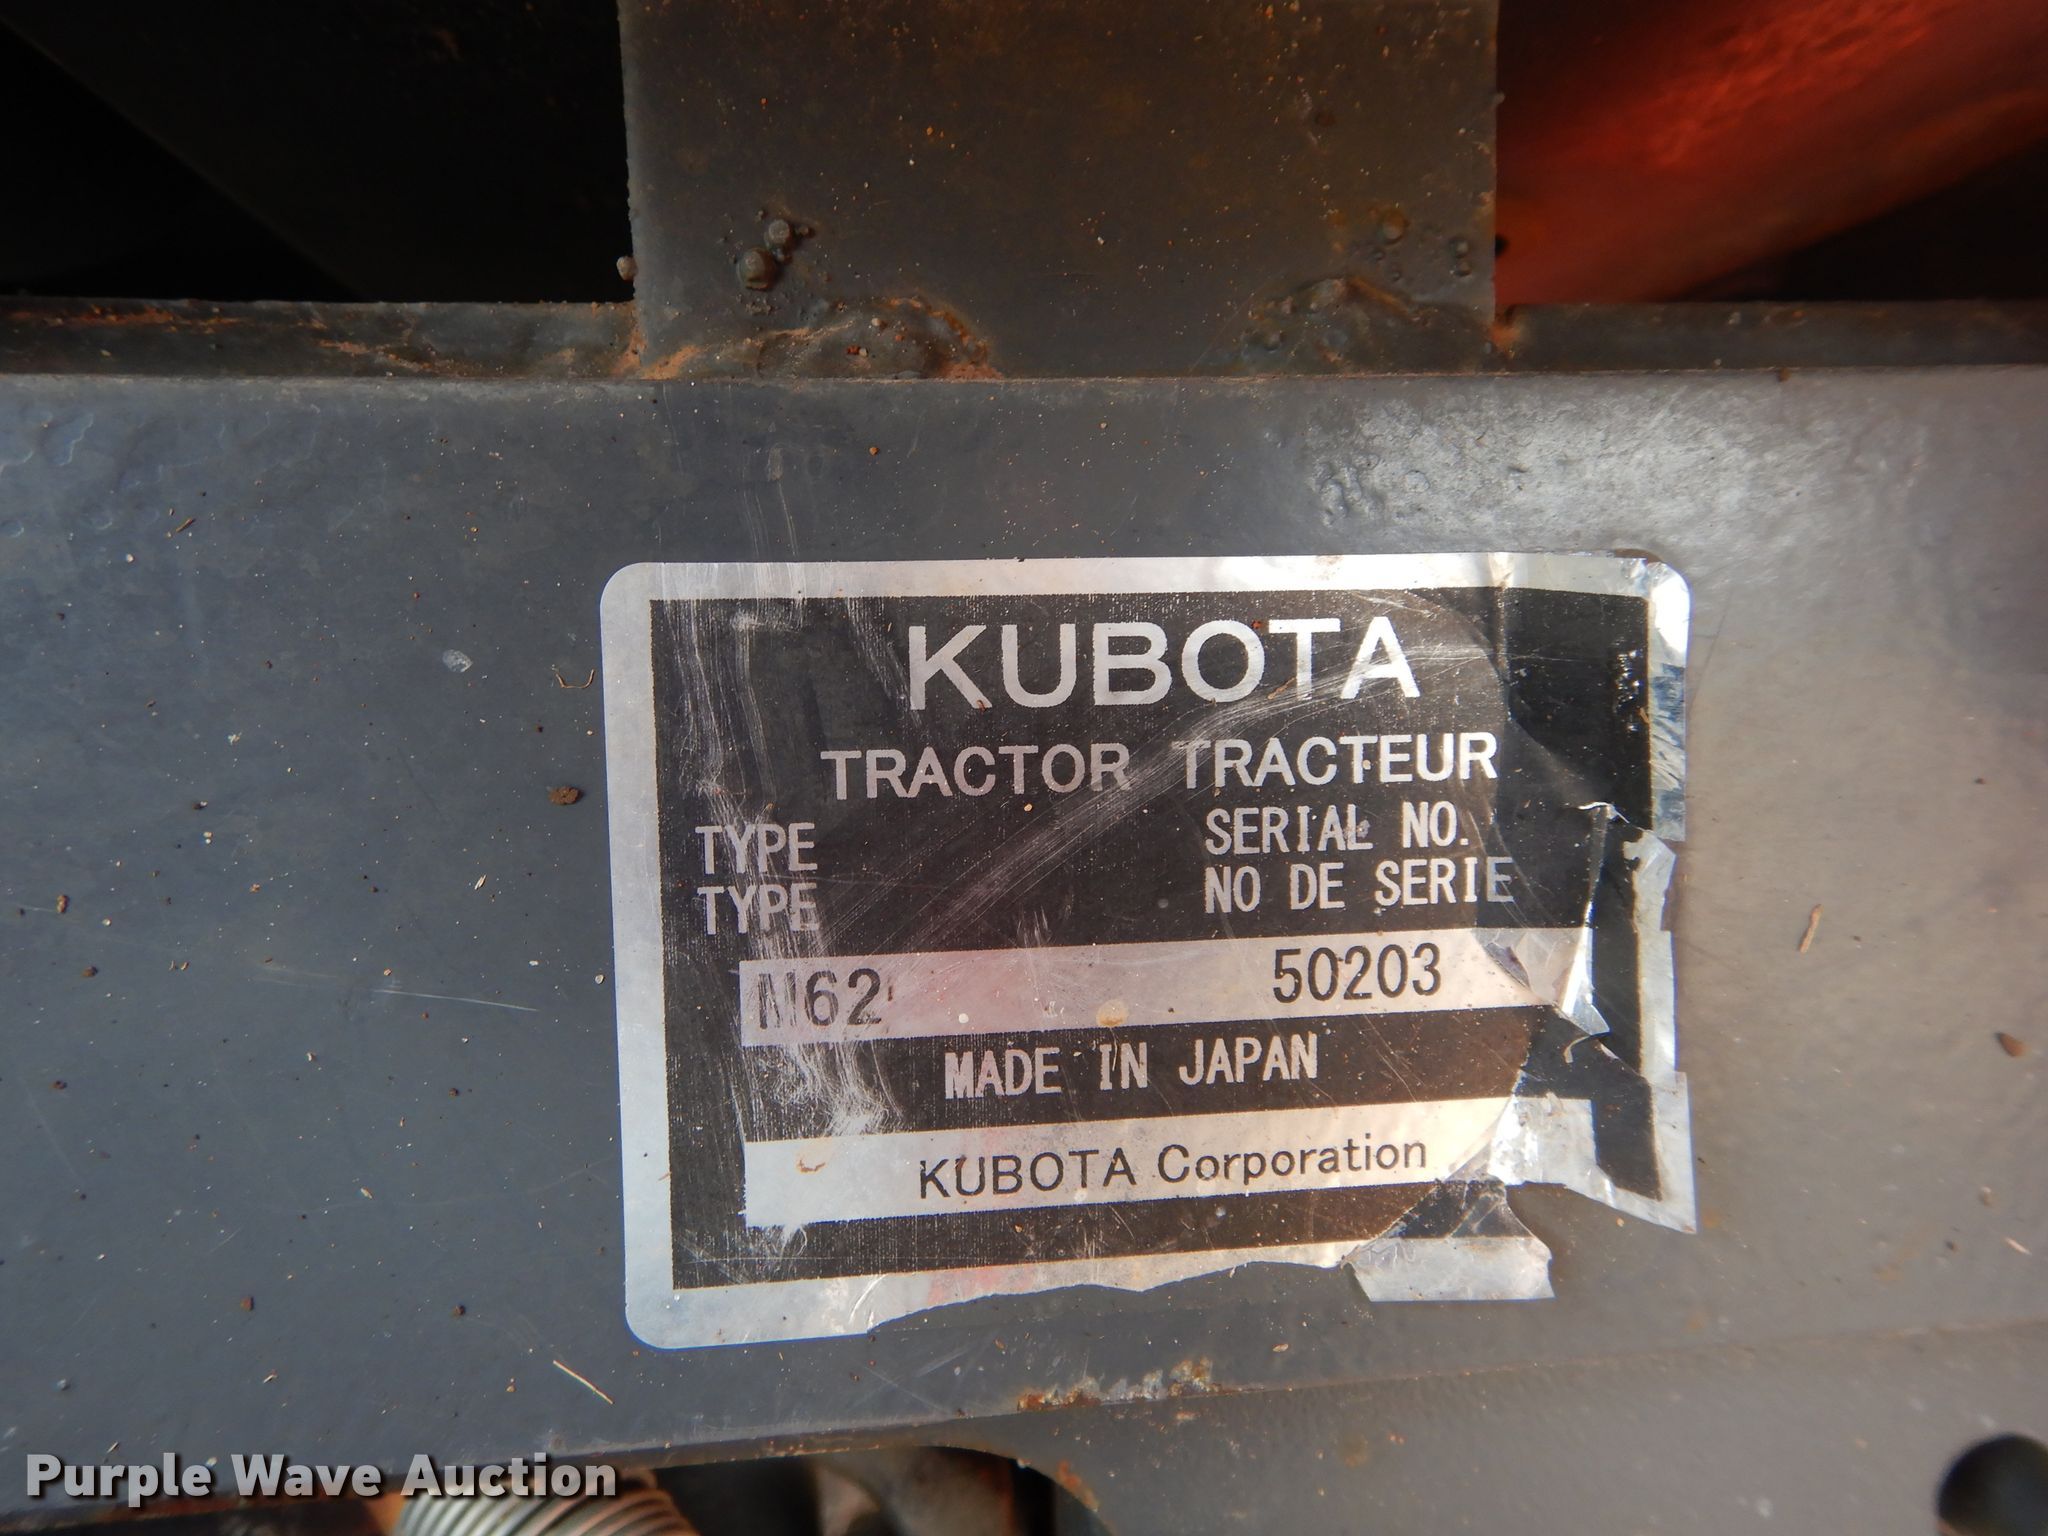 KUBOTA
TRACTOR TRACTEUR
TYPE SERIAL NO.
TYPE NO DE SERIE
M62 50203
MADE IN JAPAN
KUBOTA Corporation
Purple Wave Auction